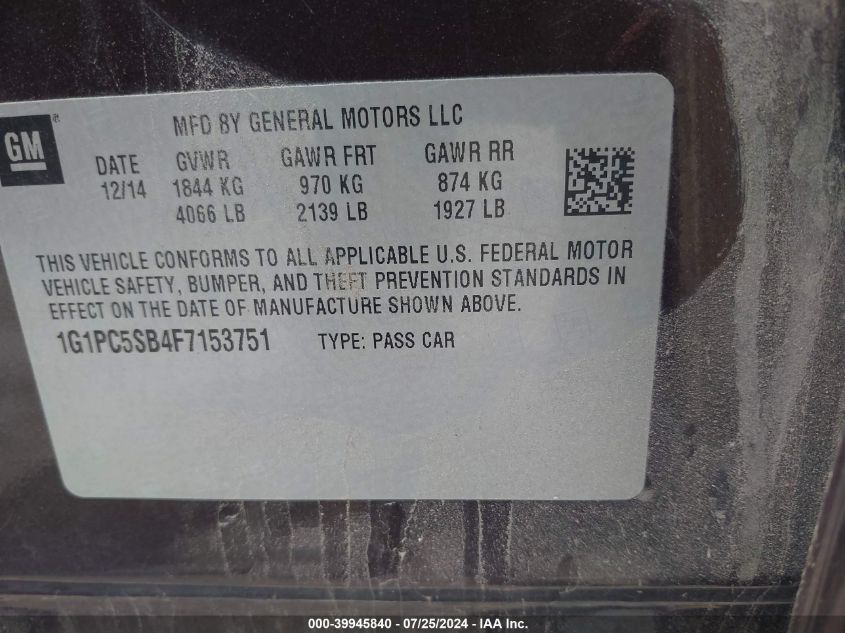 MFD BY GENERAL MOTORS LLC
GM
DATE GVWR GAWR FRT GAWR RR
12/14 1844 KG 970 KG 874 KG
4066 LB 2139 LB 1927 LB
THIS VEHICLE CONFORMS TO ALL APPLICABLE U.S. FEDERAL MOTOR
VEHICLE SAFETY, BUMPER, AND THEFT PREVENTION STANDARDS IN
EFFECT ON THE DATE OF MANUFACTURE SHOWN ABOVE.
1G1PC5SB4F7153751 TYPE: PASS CAR
000-39945840 - 07/25/2024 - IAA Inc.